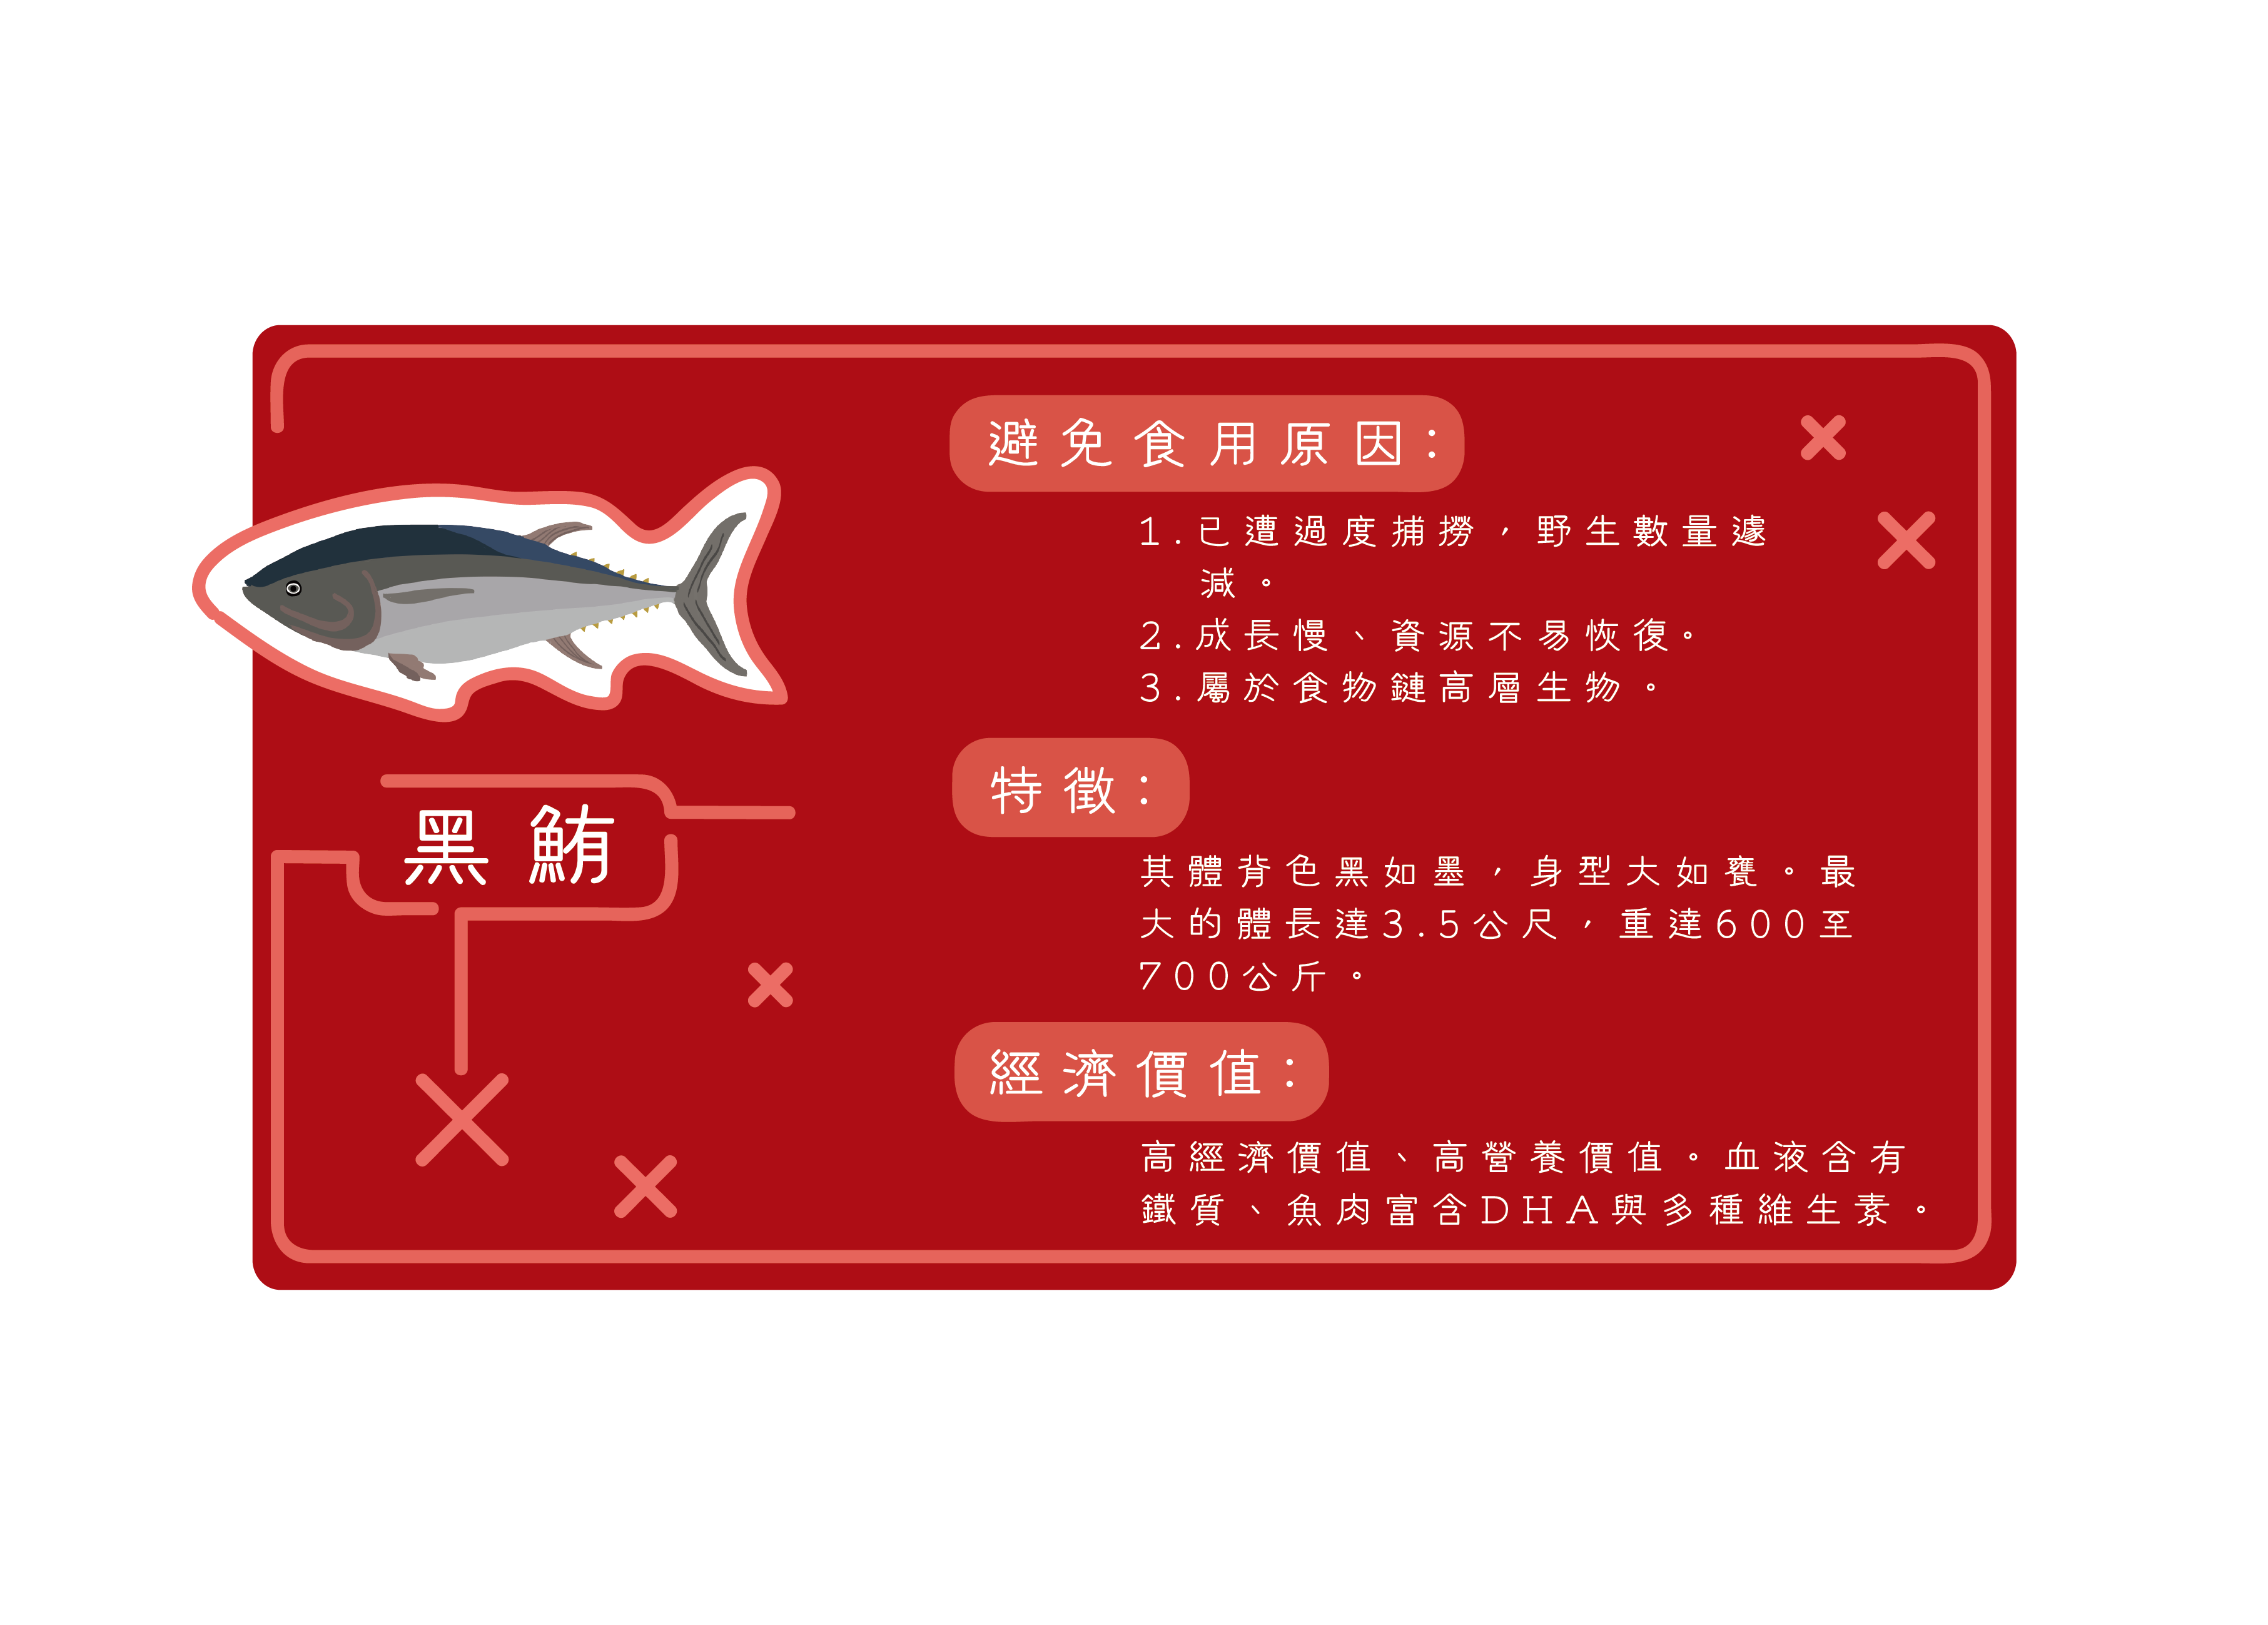 黑鮪
避免食用原因：
1.已遭過度捕撈，野生數量遽
減。
2.成長慢、資源不易恢復。
3.屬於食物鏈高層生物。
特徵：
其體背色黑如墨，身型大如甕。最
大的體長達3.5公尺，重達600至
700公斤。
經濟價值：
高經濟價值、高營養價值。血液含有
鐵質、魚肉富含DHA與多種維生素。